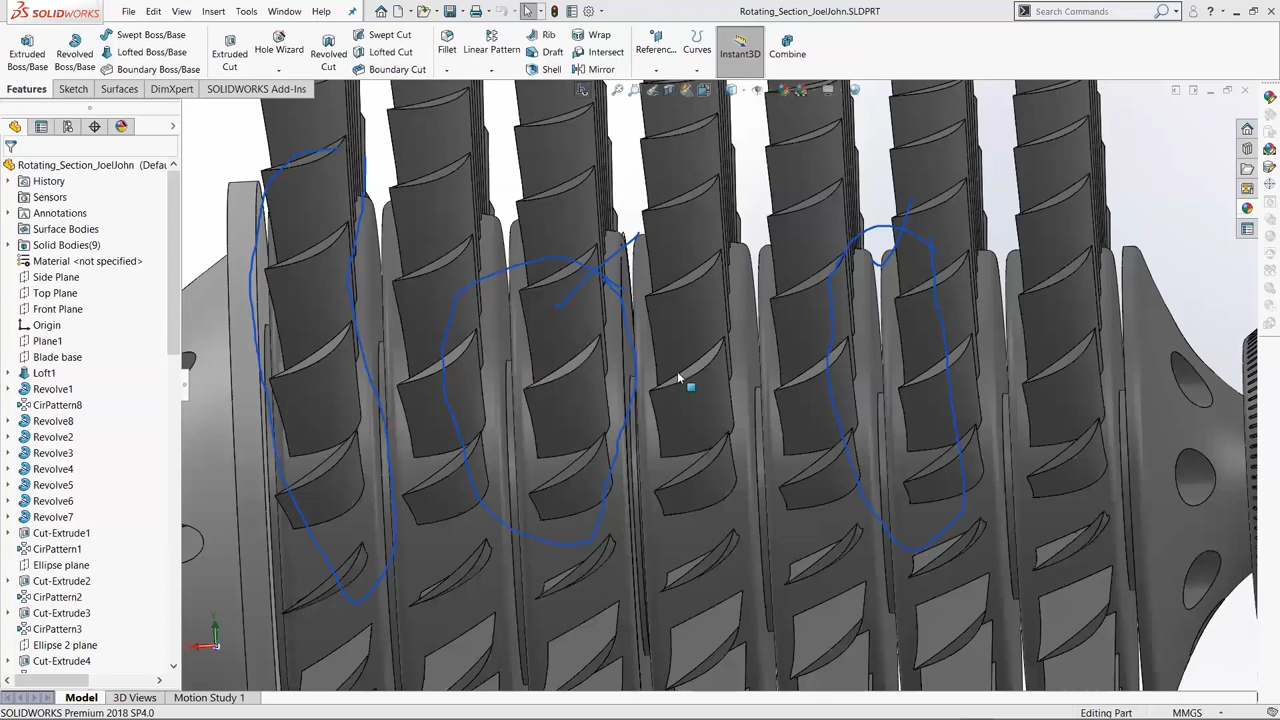 SOLIDWORKS File Edit View Insert Tools Window Help Rotating_Section_JoelJohn.SLDPRT Search Commands
Extruded Boss/Base Revolved Boss/Base Swept Boss/Base Lofted Boss/Base Boundary Boss/Base Extruded Cut Hole Wizard Revolved Cut Swept Cut Lofted Cut Boundary Cut Fillet Linear Pattern Rib Draft Shell Wrap Intersect Mirror Referenc... Curves Instant3D Combine
Features Sketch Surfaces DimXpert SOLIDWORKS Add-Ins
Rotating_Section_JoelJohn (Defau
History
Sensors
Annotations
Surface Bodies
Solid Bodies(9)
Material <not specified>
Side Plane
Top Plane
Front Plane
Origin
Plane1
Blade base
Loft1
Revolve1
CirPattern8
Revolve8
Revolve2
Revolve3
Revolve4
Revolve5
Revolve6
Revolve7
Cut-Extrude1
CirPattern1
Ellipse plane
Cut-Extrude2
CirPattern2
Cut-Extrude3
CirPattern3
Ellipse 2 plane
Cut-Extrude4
Model 3D Views Motion Study 1
SOLIDWORKS Premium 2018 SP4.0 Editing Part MMGS